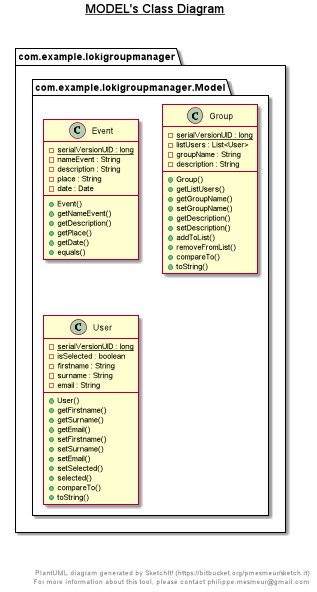 MODEL's Class Diagram
com.example.lokigroupmanager
com.example.lokigroupmanager.Model
C Event
serialVersionUID : long
nameEvent : String
description : String
place : String
date : Date
Event()
getNameEvent()
getDescription()
getPlace()
getDate()
equals()
C Group
serialVersionUID : long
listUsers : List<User>
groupName : String
description : String
Group()
getListUsers()
getGroupName()
setGroupName()
getDescription()
setDescription()
addToList()
removeFromList()
compareTo()
toString()
C User
serialVersionUID : long
isSelected : boolean
firstname : String
surname : String
email : String
User()
getFirstname()
getSurname()
getEmail()
setFirstname()
setSurname()
setEmail()
setSelected()
selected()
compareTo()
toString()
PlantUML diagram generated by SketchIt! (https://bitbucket.org/pmesmeur/sketch.it)
For more information about this tool, please contact philippe.mesmeur@gmail.com